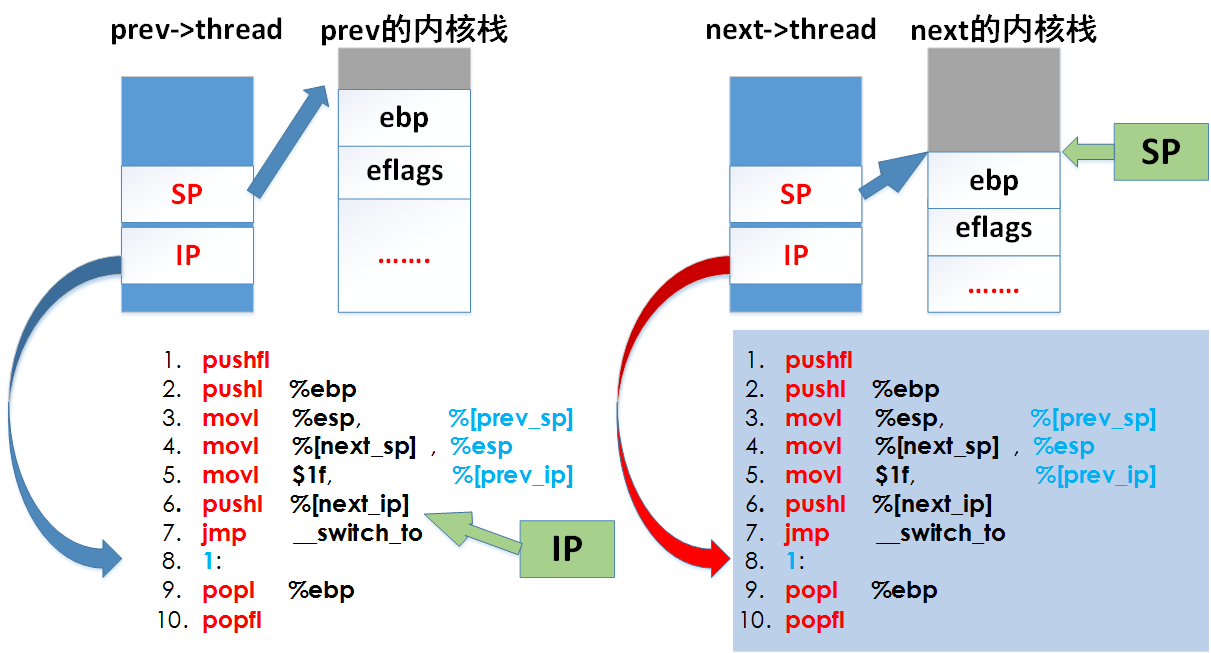 prev->thread
prev的内核栈
SP
IP
ebp
eflags
.......
next->thread
next的内核栈
SP
IP
ebp
eflags
.......
SP
1. pushfl
2. pushl %ebp
3. movl %esp, %[prev_sp]
4. movl %[next_sp] , %esp
5. movl $1f, %[prev_ip]
6. pushl %[next_ip]
7. jmp __switch_to
8. 1:
9. popl %ebp
10. popfl
IP
1. pushfl
2. pushl %ebp
3. movl %esp, %[prev_sp]
4. movl %[next_sp] , %esp
5. movl $1f, %[prev_ip]
6. pushl %[next_ip]
7. jmp __switch_to
8. 1:
9. popl %ebp
10. popfl